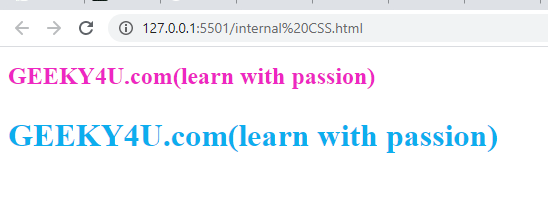 127.0.0.1:5501/internal%20CSS.html
GEEKY4U.com(learn with passion)
GEEKY4U.com(learn with passion)